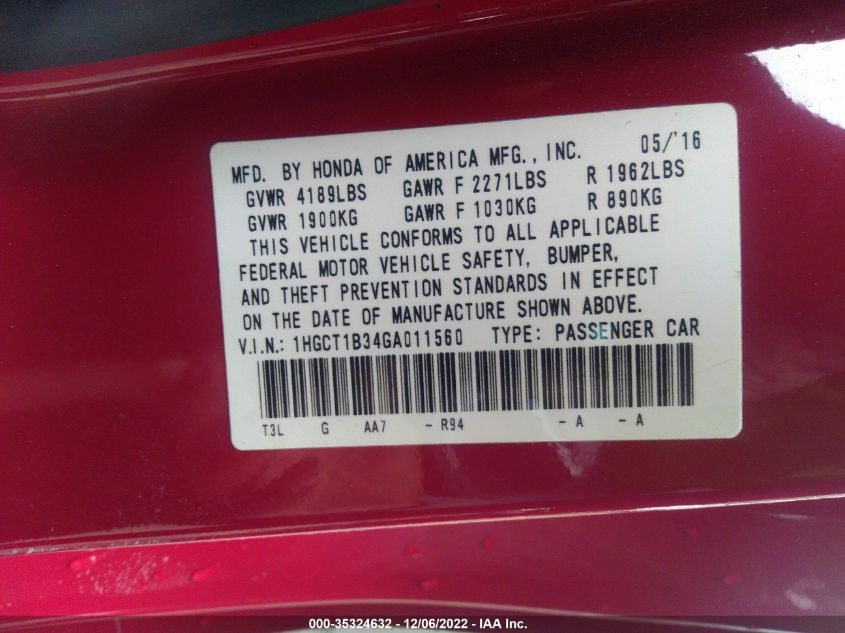 MFD. BY HONDA OF AMERICA MFG., INC. 05/'16
GVWR 4189LBS GAWR F 2271LBS R 1962LBS
GVWR 1900KG GAWR F 1030KG R 890KG
THIS VEHICLE CONFORMS TO ALL APPLICABLE
FEDERAL MOTOR VEHICLE SAFETY, BUMPER,
AND THEFT PREVENTION STANDARDS IN EFFECT
ON THE DATE OF MANUFACTURE SHOWN ABOVE.
V.I.N.: 1HGCT1B34GA011560 TYPE: PASSENGER CAR
T3L G AA7 - R94 - A - A
000-35324632 - 12/06/2022 - IAA Inc.